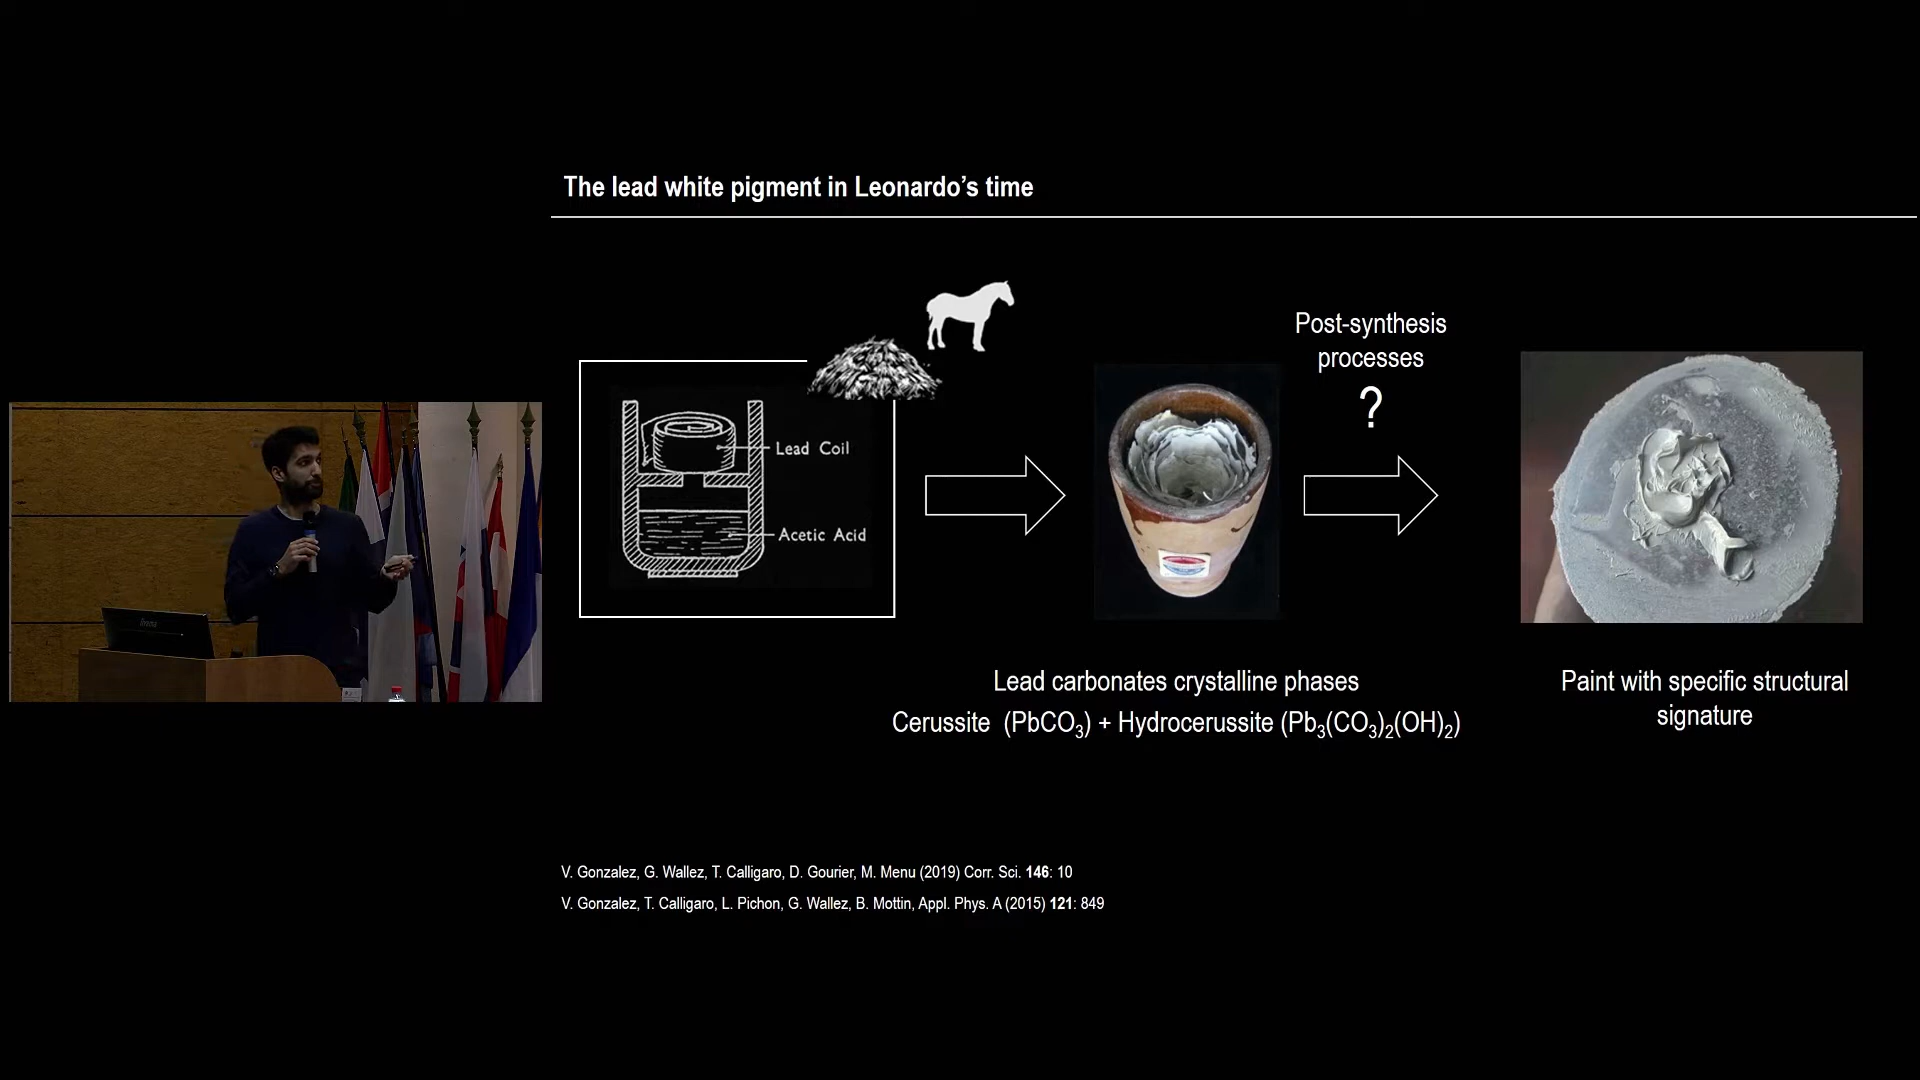 The lead white pigment in Leonardo’s time
Lead Coil
Acetic Acid
Post-synthesis
processes
?
Lead carbonates crystalline phases
Cerussite (PbCO₃) + Hydrocerussite (Pb₃(CO₃)₂(OH)₂)
Paint with specific structural
signature
V. Gonzalez, G. Wallez, T. Calligaro, D. Gourier, M. Menu (2019) Corr. Sci. 146: 10
V. Gonzalez, T. Calligaro, L. Pichon, G. Wallez, B. Mottin, Appl. Phys. A (2015) 121: 849